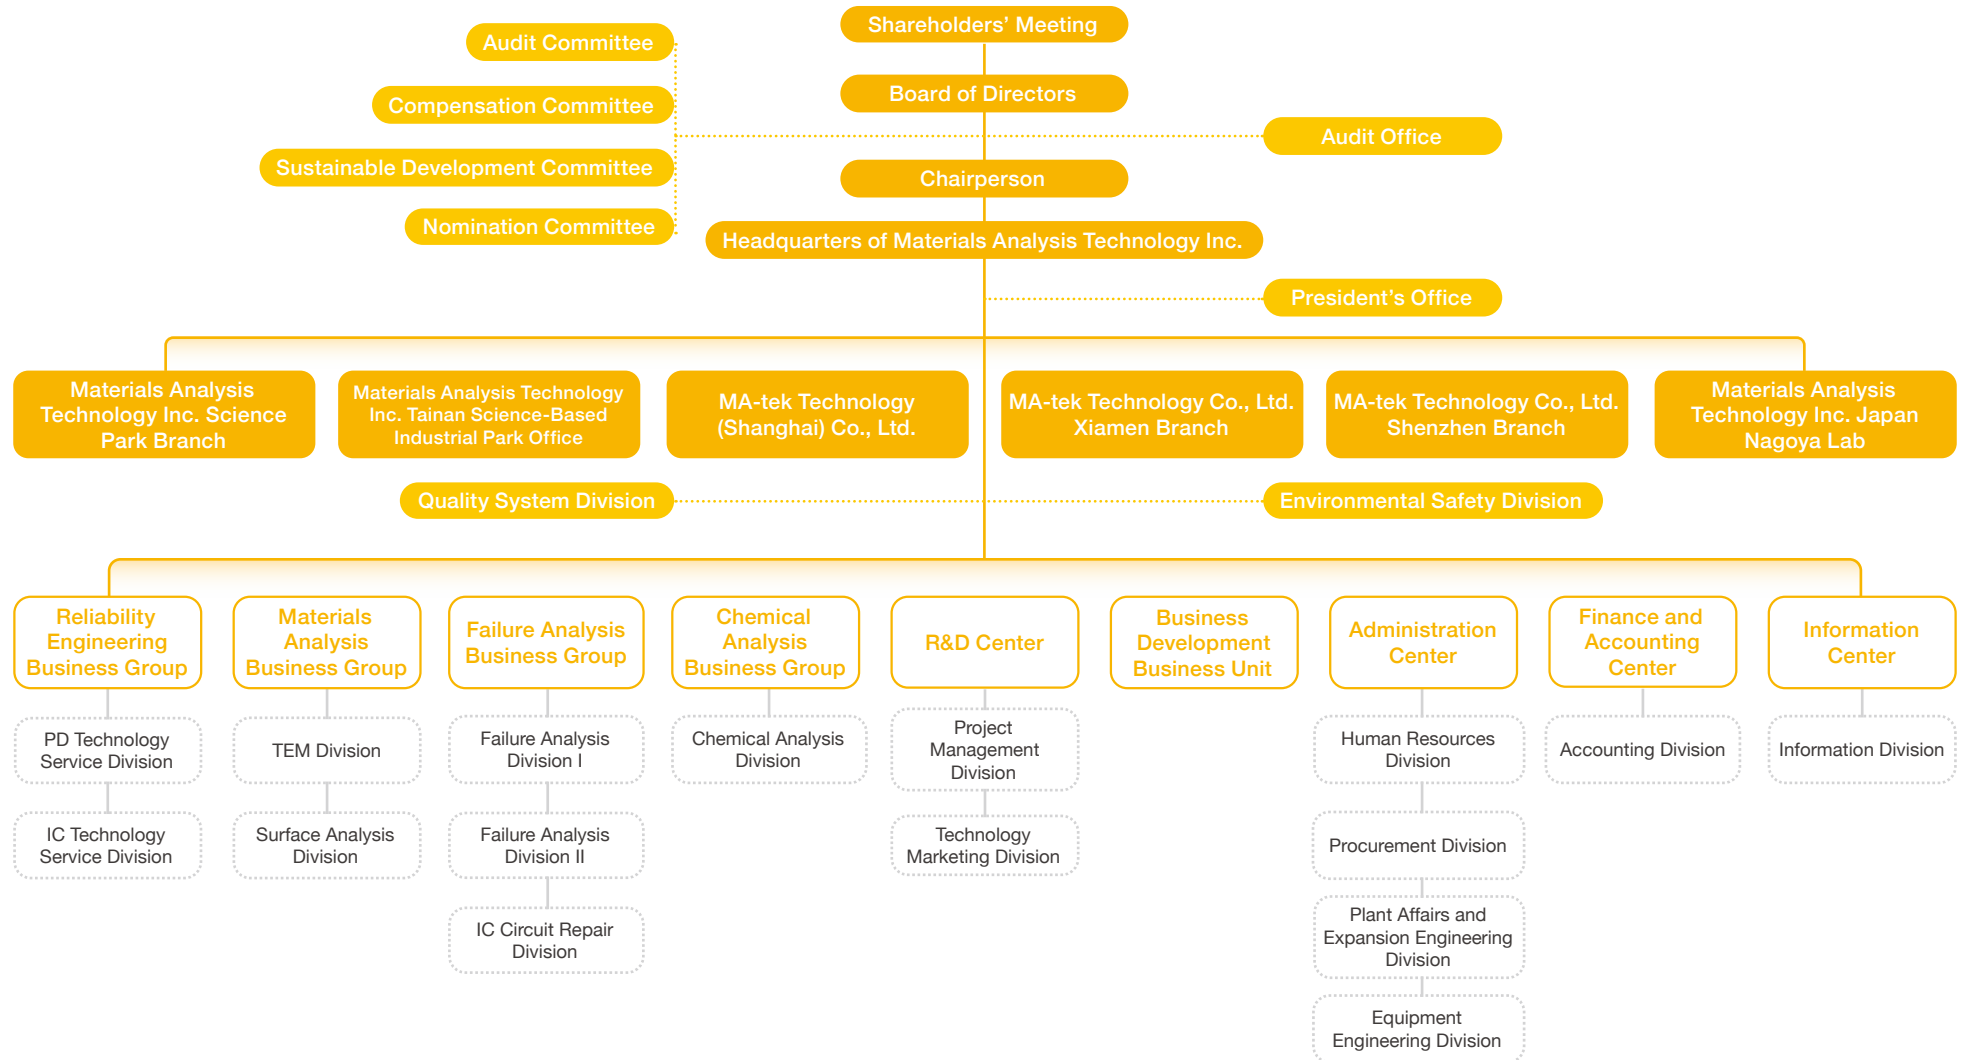 Shareholders' Meeting
Audit Committee
Board of Directors
Compensation Committee
Audit Office
Sustainable Development Committee
Chairperson
Nomination Committee
Headquarters of Materials Analysis Technology Inc.
President's Office
Materials Analysis
Technology Inc. Science
Park Branch
Materials Analysis Technology
Inc. Tainan Science-Based
Industrial Park Office
MA-tek Technology
(Shanghai) Co., Ltd.
MA-tek Technology Co., Ltd.
Xiamen Branch
MA-tek Technology Co., Ltd.
Shenzhen Branch
Materials Analysis
Technology Inc. Japan
Nagoya Lab
Quality System Division
Environmental Safety Division
Reliability
Engineering
Business Group
Materials
Analysis
Business Group
Failure Analysis
Business Group
Chemical
Analysis
Business Group
R&D Center
Business
Development
Business Unit
Administration
Center
Finance and
Accounting
Center
Information
Center
PD Technology
Service Division
TEM Division
Failure Analysis
Division I
Chemical Analysis
Division
Project
Management
Division
Human Resources
Division
Accounting Division
Information Division
IC Technology
Service Division
Surface Analysis
Division
Failure Analysis
Division II
Technology
Marketing Division
Procurement Division
IC Circuit Repair
Division
Plant Affairs and
Expansion Engineering
Division
Equipment
Engineering Division